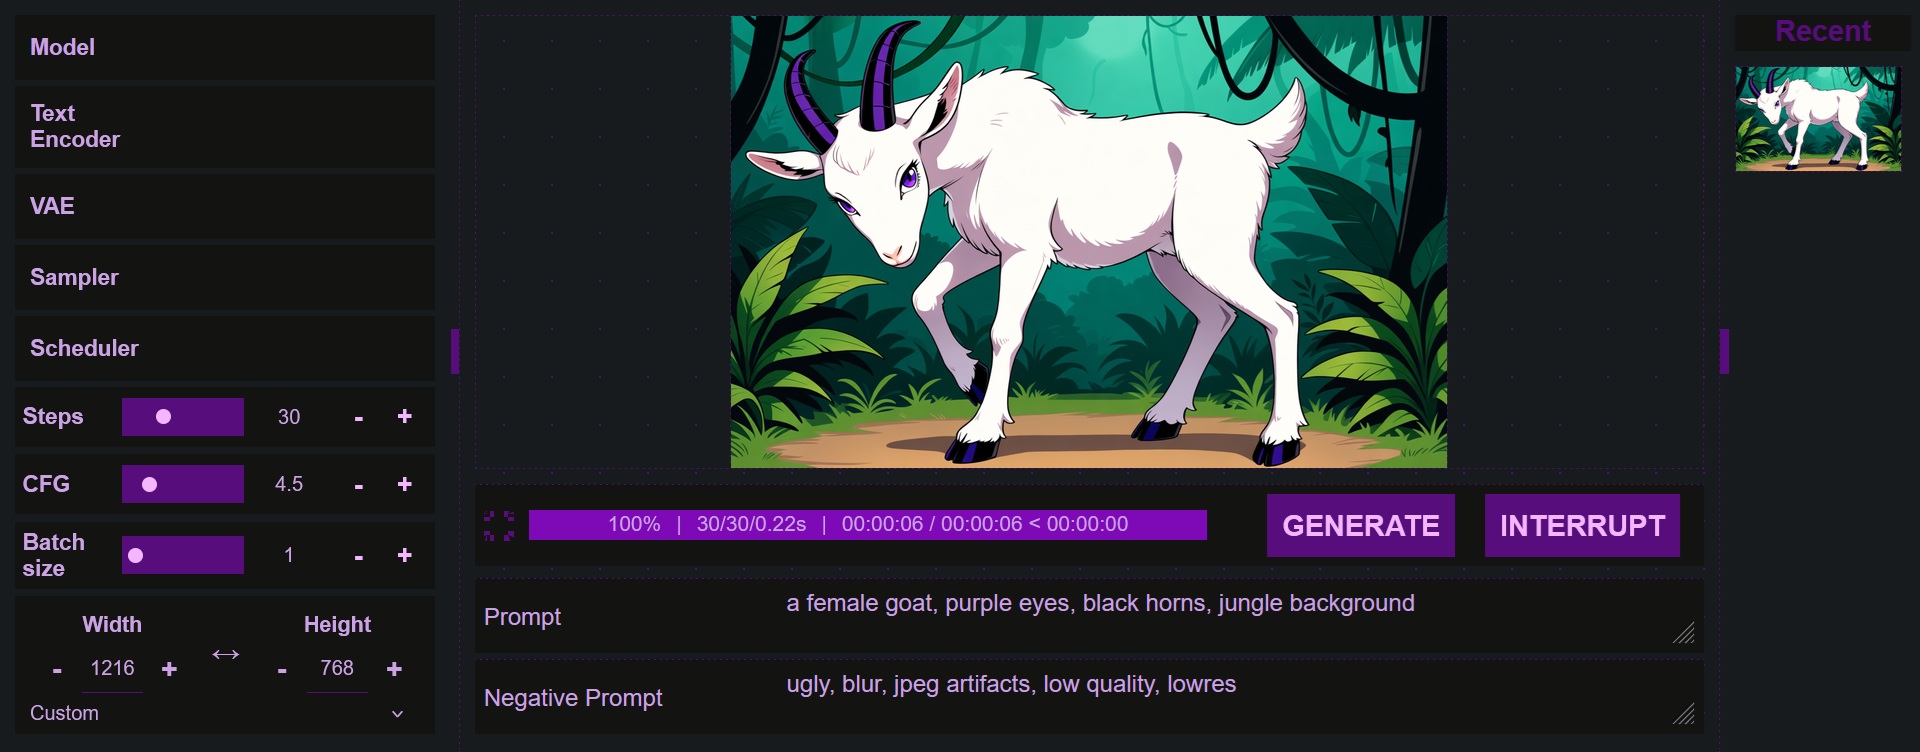 Model
Text
Encoder
VAE
Sampler
Scheduler
Steps 30 - +
CFG 4.5 - +
Batch
size 1 - +
Width Height
- 1216 + ↔ - 768 +
Custom
100% | 30/30/0.22s | 00:00:06 / 00:00:06 < 00:00:00
GENERATE INTERRUPT
Prompt a female goat, purple eyes, black horns, jungle background
Negative Prompt ugly, blur, jpeg artifacts, low quality, lowres
Recent